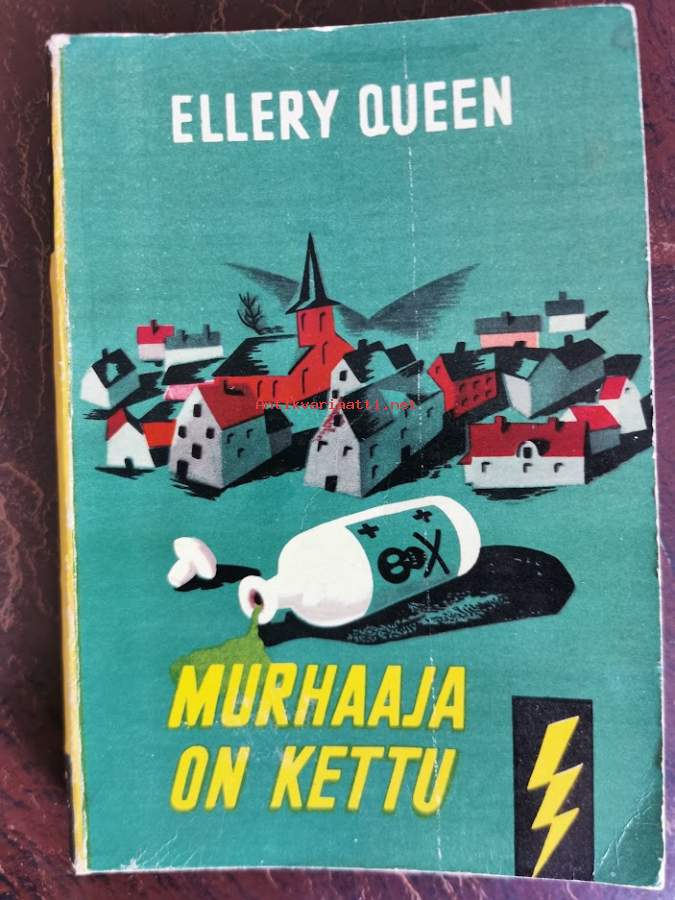 ELLERY QUEEN
Antikvariaatti.net
MURHAAJA
ON KETTU